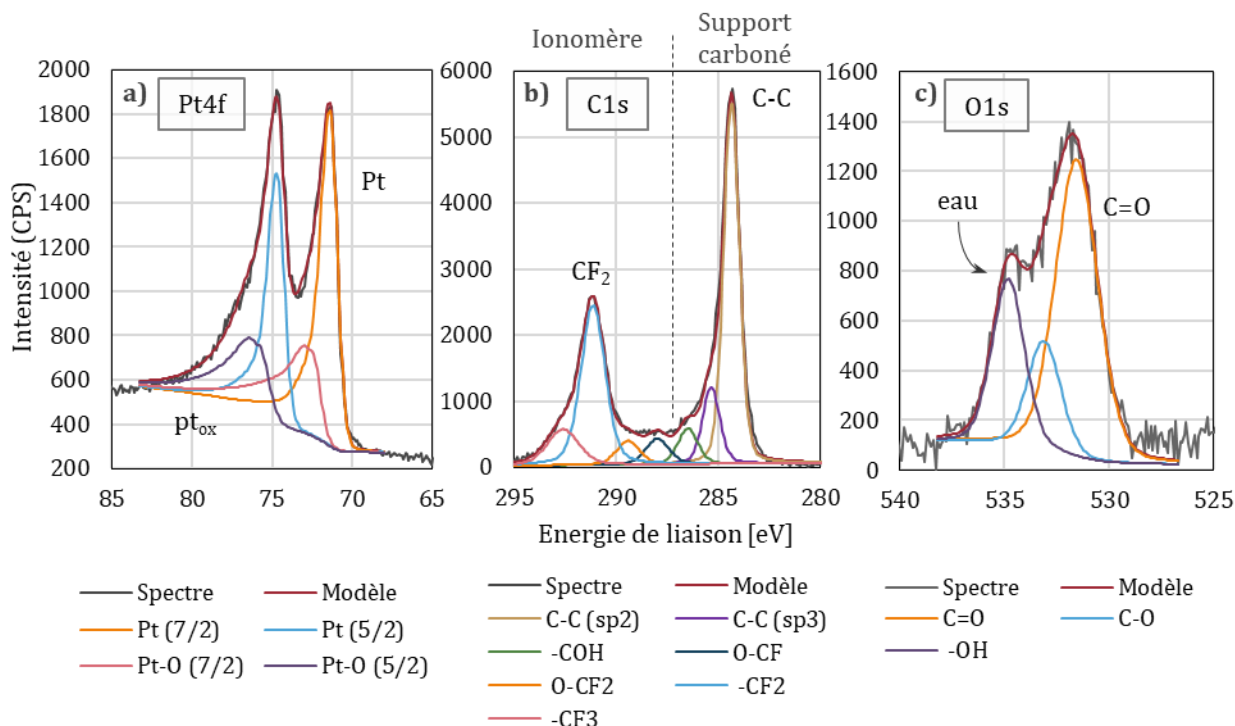 Ionomère
Support
carboné
a)
Pt4f
b)
C1s
C-C
c)
O1s
Intensité (CPS)
2000
1800
1600
1400
1200
1000
800
600
400
200
Pt
pt ox
85 80 75 70 65
6000
5000
4000
3000
2000
1000
0
CF2
295 290 285 280
1600
1400
1200
1000
800
600
400
200
0
eau
C=O
540 535 530 525
Energie de liaison [eV]
Spectre Modèle
Pt (7/2) Pt (5/2)
Pt-O (7/2) Pt-O (5/2)
Spectre Modèle
C-C (sp2) C-C (sp3)
-COH O-CF
O-CF2 -CF2
-CF3
Spectre Modèle
C=O C-O
-OH